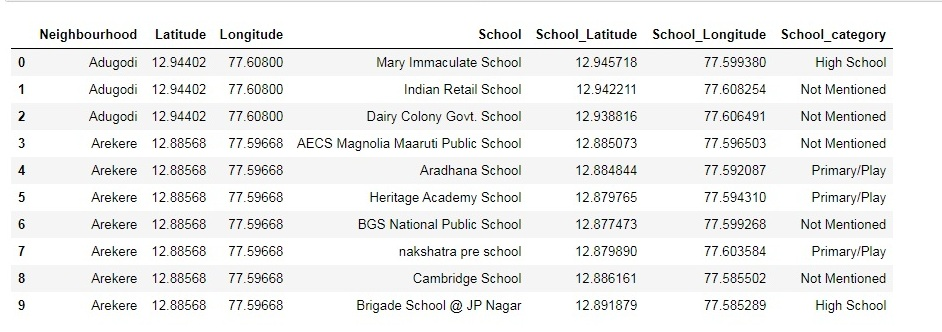 Neighbourhood Latitude Longitude School School_Latitude School_Longitude School_category
0 Adugodi 12.94402 77.60800 Mary Immaculate School 12.945718 77.599380 High School
1 Adugodi 12.94402 77.60800 Indian Retail School 12.942211 77.608254 Not Mentioned
2 Adugodi 12.94402 77.60800 Dairy Colony Govt. School 12.938816 77.606491 Not Mentioned
3 Arekere 12.88568 77.59668 AECS Magnolia Maaruti Public School 12.885073 77.596503 Not Mentioned
4 Arekere 12.88568 77.59668 Aradhana School 12.884844 77.592087 Primary/Play
5 Arekere 12.88568 77.59668 Heritage Academy School 12.879765 77.594310 Primary/Play
6 Arekere 12.88568 77.59668 BGS National Public School 12.877473 77.599268 Not Mentioned
7 Arekere 12.88568 77.59668 nakshatra pre school 12.879890 77.603584 Primary/Play
8 Arekere 12.88568 77.59668 Cambridge School 12.886161 77.585502 Not Mentioned
9 Arekere 12.88568 77.59668 Brigade School @ JP Nagar 12.891879 77.585289 High School